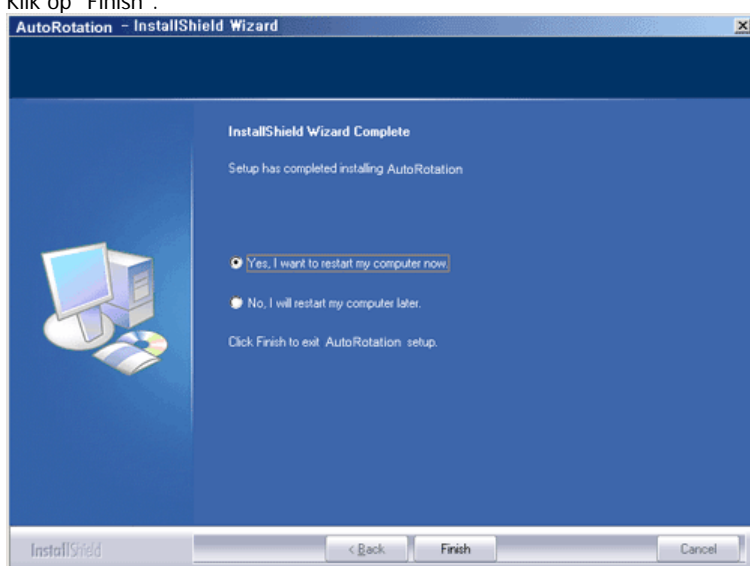 Klik op "Finish".
AutoRotation - InstallShield Wizard
InstallShield Wizard Complete
Setup has completed installing AutoRotation
Yes, I want to restart my computer now.
No, I will restart my computer later.
Click Finish to exit AutoRotation setup.
InstallShield
< Back
Finish
Cancel